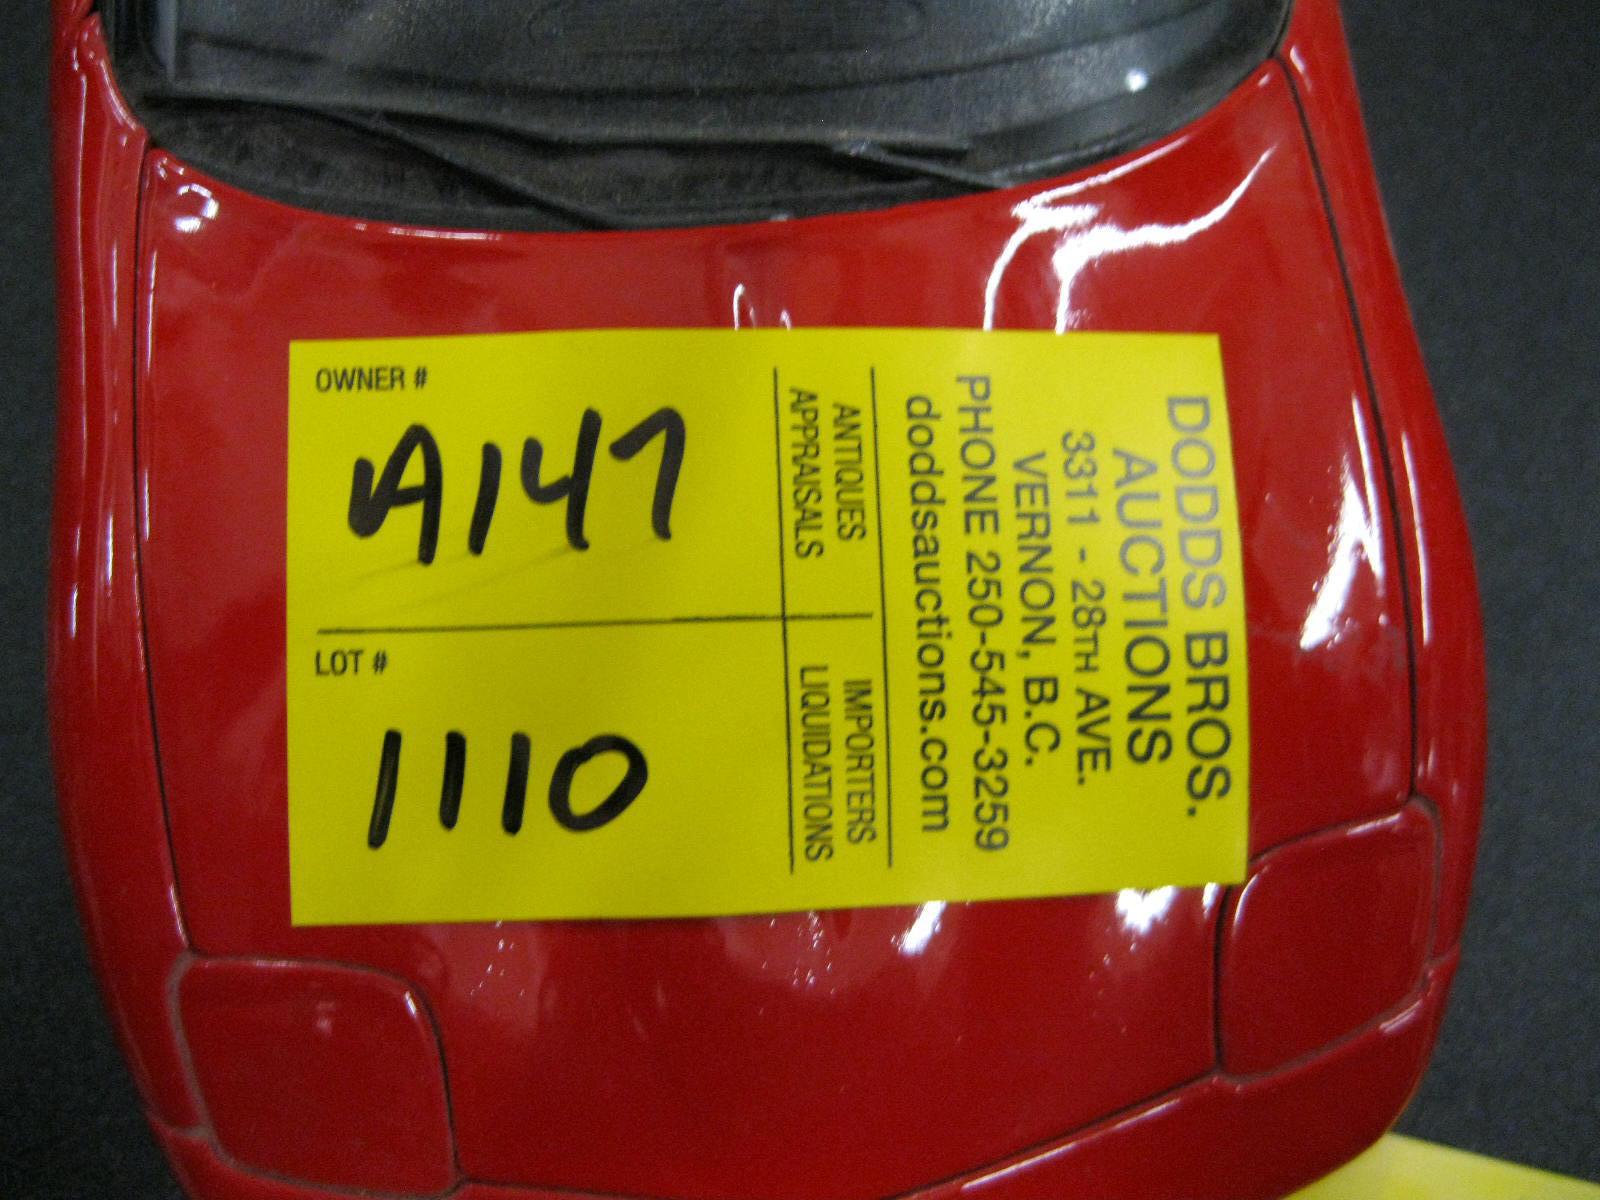 OWNER #
A147
LOT #
1110
DODDS BROS.
AUCTIONS
3311 - 28TH AVE.
VERNON, B.C.
PHONE 250-545-3259
doddsauctions.com
ANTIQUES
APPRAISALS
IMPORTERS
LIQUIDATIONS